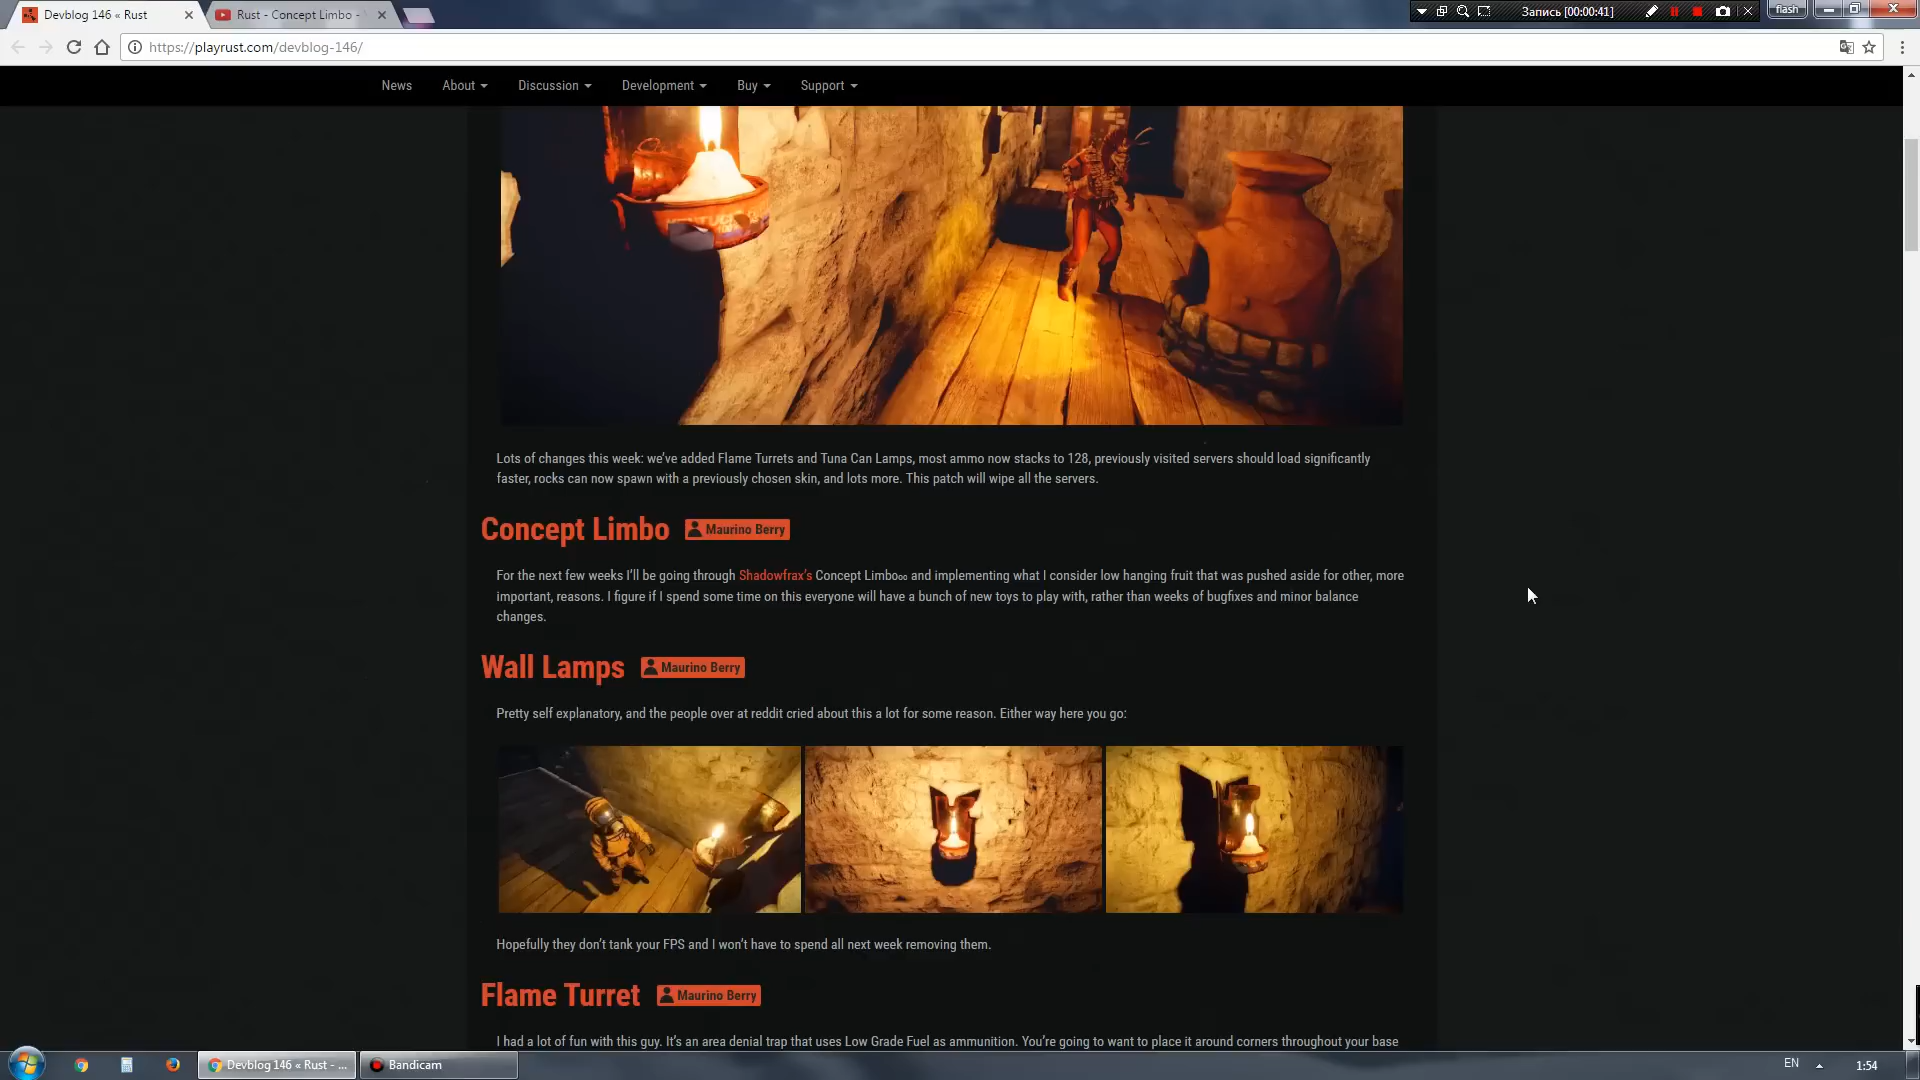 Devblog 146 « Rust
Rust - Concept Limbo -
Запись [00:00:41]
flash
https://playrust.com/devblog-146/
News About Discussion Development Buy Support
Lots of changes this week: we've added Flame Turrets and Tuna Can Lamps, most ammo now stacks to 128, previously visited servers should load significantly
faster, rocks can now spawn with a previously chosen skin, and lots more. This patch will wipe all the servers.
Concept Limbo Maurino Berry
For the next few weeks I'll be going through Shadowfrax's Concept Limbo and implementing what I consider low hanging fruit that was pushed aside for other, more
important, reasons. I figure if I spend some time on this everyone will have a bunch of new toys to play with, rather than weeks of bugfixes and minor balance
changes.
Wall Lamps Maurino Berry
Pretty self explanatory, and the people over at reddit cried about this a lot for some reason. Either way here you go:
Hopefully they don't tank your FPS and I won't have to spend all next week removing them.
Flame Turret Maurino Berry
I had a lot of fun with this guy. It's an area denial trap that uses Low Grade Fuel as ammunition. You're going to want to place it around corners throughout your base
Devblog 146 « Rust - ...
Bandicam
EN
1:54